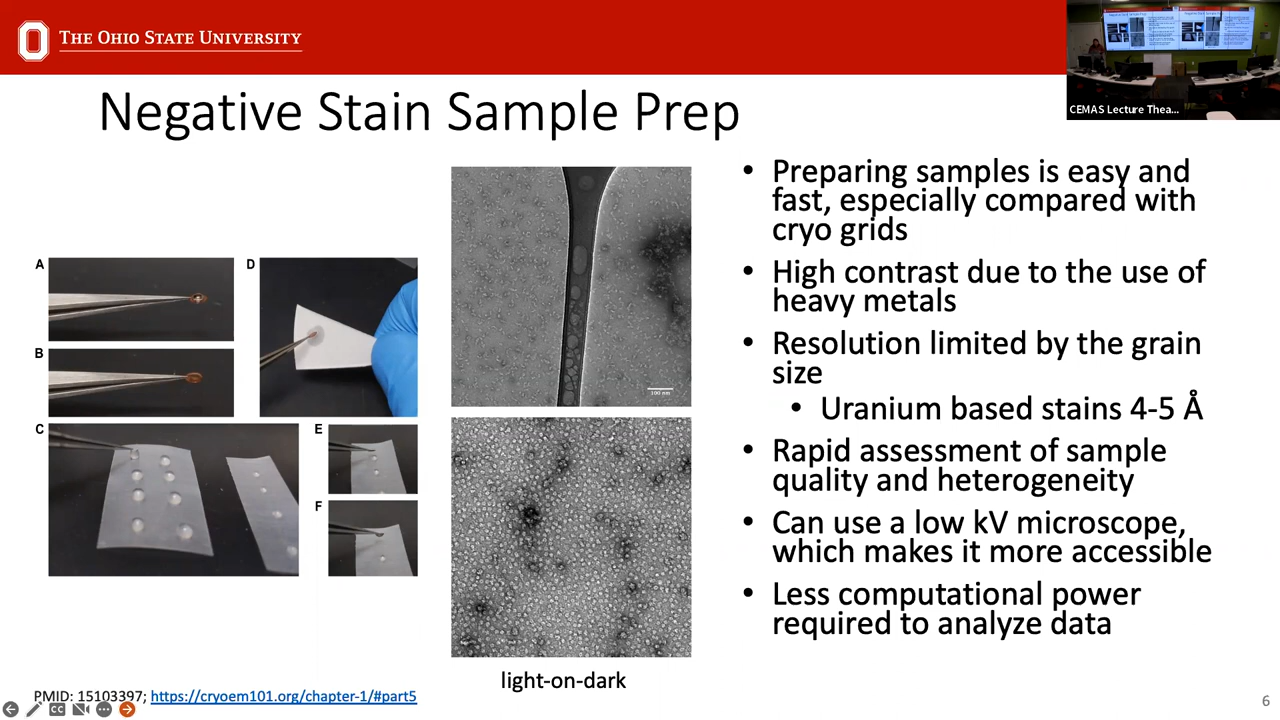 THE OHIO STATE UNIVERSITY
CEMAS Lecture Thea...
Negative Stain Sample Prep
A
B
C
D
E
F
100 nm
light-on-dark
• Preparing samples is easy and
fast, especially compared with
cryo grids
• High contrast due to the use of
heavy metals
• Resolution limited by the grain
size
• Uranium based stains 4-5 Å
• Rapid assessment of sample
quality and heterogeneity
• Can use a low kV microscope,
which makes it more accessible
• Less computational power
required to analyze data
PMID: 15103397; https://cryoem101.org/chapter-1/#part5
CC
6